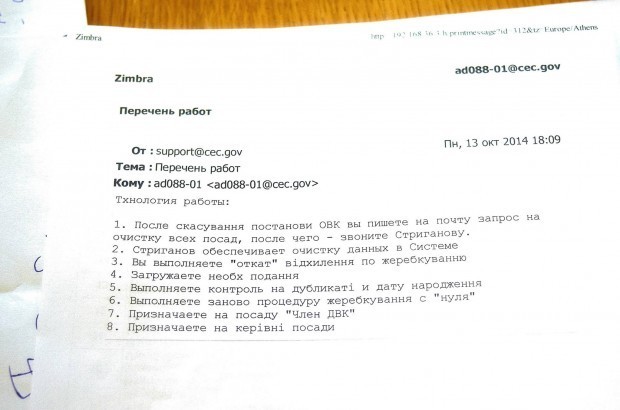 Zimbra
http 192.168.36.3/h/printmessage?id 312&tz Europe/Athens
Zimbra
ad088-01@cec.gov
Перечень работ
От : support@cec.gov
Пн, 13 окт 2014 18:09
Тема : Перечень работ
Кому : ad088-01 <ad088-01@cec.gov>
Тхнология работы:
1. После скасування постанови ОВК вы пишете на почту запрос на
очистку всех посад, после чего - звоните Стриганову.
2. Стриганов обеспечивает очистку данных в Системе
3. Вы выполняете "откат" відхилення по жеребкуванню
4. Загружаете необх подання
5. Выполняете контроль на дубликаті и дату народження
6. Выполняете заново процедуру жеребкування с "нуля"
7. Призначаете на посаду "Член ДВК"
8. Призначаете на керівні посади